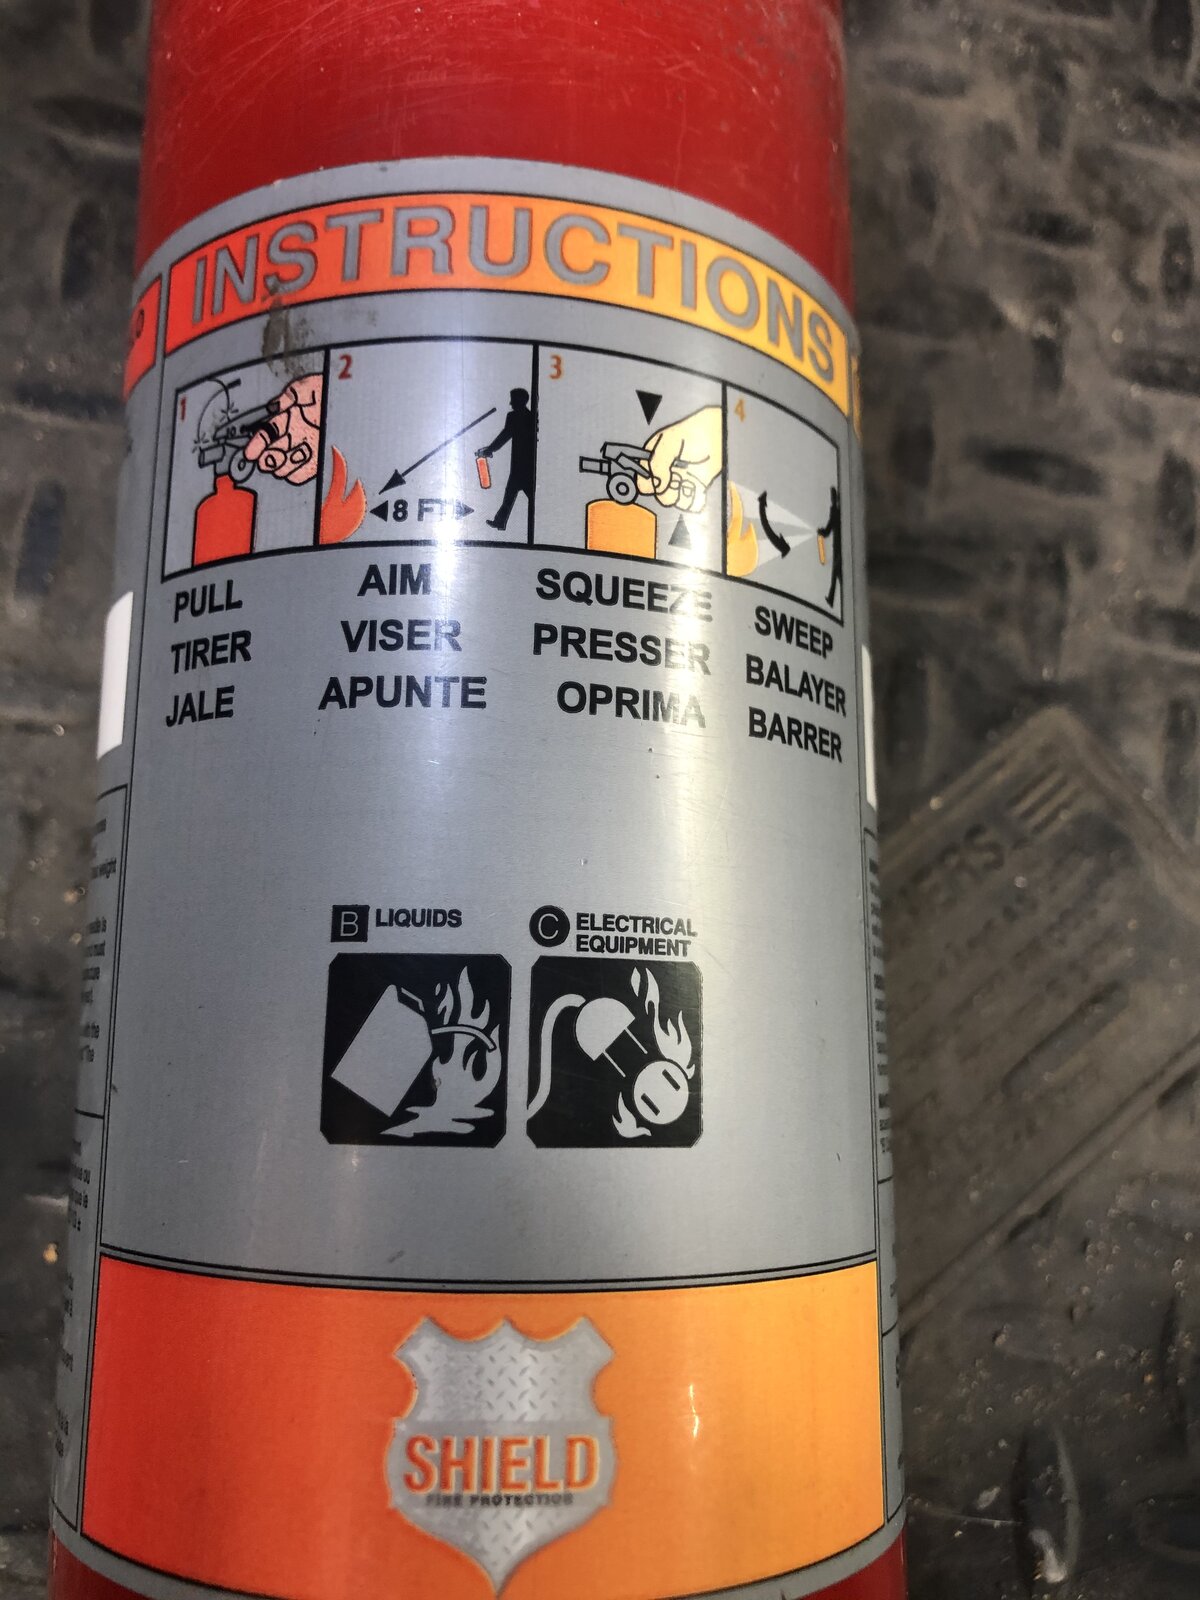 INSTRUCTIONS
1 2 3 4
8 FT
PULL AIM SQUEEZE SWEEP
TIRER VISER PRESSER BALAYER
JALE APUNTE OPRIMA BARRER
B LIQUIDS
C ELECTRICAL
EQUIPMENT
SHIELD
FIRE PROTECTION